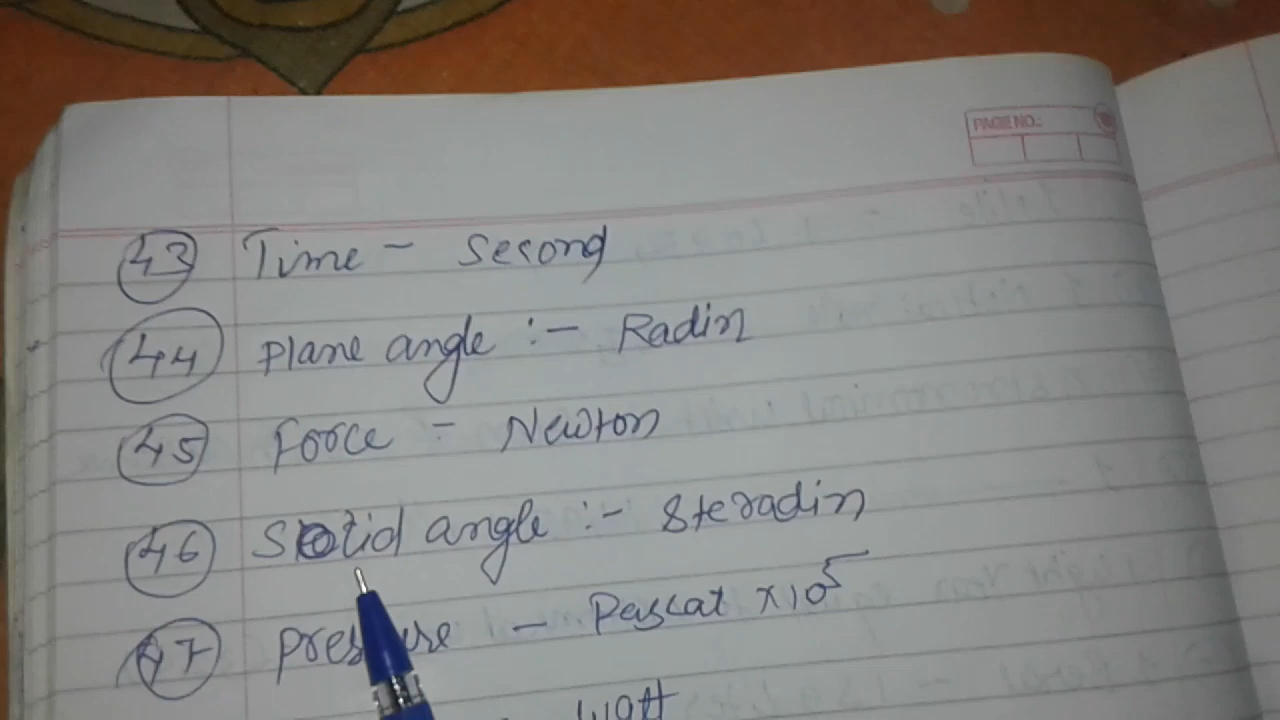 PAGE NO.:
43 Time - Second
44 Plane angle :- Radin
45 Force - Newton
46 Solid angle :- Steradin
47 Pressure - Pascat x10⁵
watt